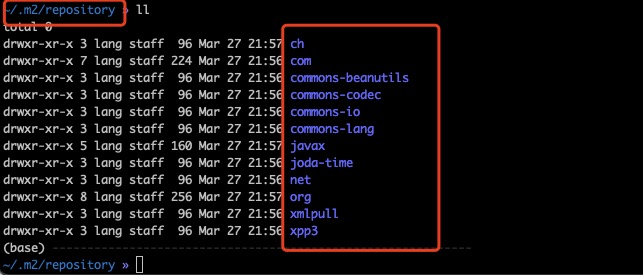 ~/.m2/repository » ll
total 0
drwxr-xr-x 3 lang staff  96 Mar 27 21:57 ch
drwxr-xr-x 7 lang staff 224 Mar 27 21:56 com
drwxr-xr-x 3 lang staff  96 Mar 27 21:56 commons-beanutils
drwxr-xr-x 3 lang staff  96 Mar 27 21:56 commons-codec
drwxr-xr-x 3 lang staff  96 Mar 27 21:56 commons-io
drwxr-xr-x 3 lang staff  96 Mar 27 21:56 commons-lang
drwxr-xr-x 5 lang staff 160 Mar 27 21:57 javax
drwxr-xr-x 3 lang staff  96 Mar 27 21:56 joda-time
drwxr-xr-x 3 lang staff  96 Mar 27 21:56 net
drwxr-xr-x 8 lang staff 256 Mar 27 21:57 org
drwxr-xr-x 3 lang staff  96 Mar 27 21:56 xmlpull
drwxr-xr-x 3 lang staff  96 Mar 27 21:56 xpp3
(base) --------------------------------------------------------
~/.m2/repository »